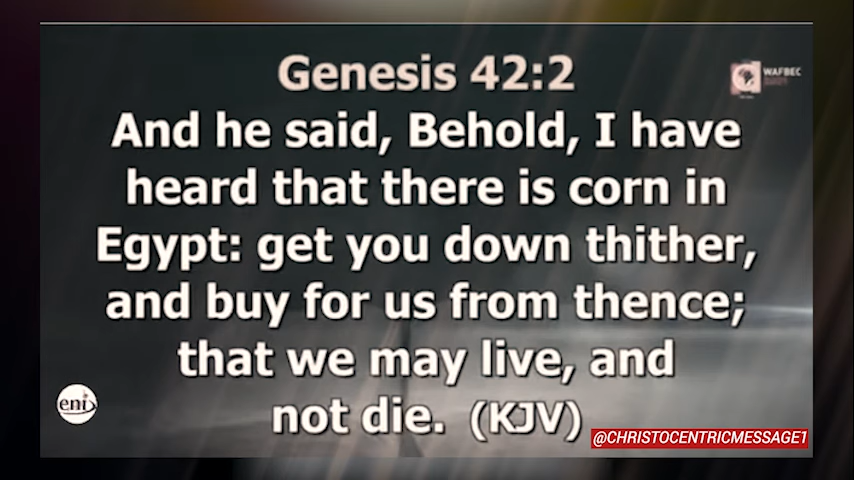 Genesis 42:2
WAFBEC
And he said, Behold, I have
heard that there is corn in
Egypt: get you down thither,
and buy for us from thence;
that we may live, and
not die. (KJV)
eni
@CHRISTOCENTRICMESSAGE1